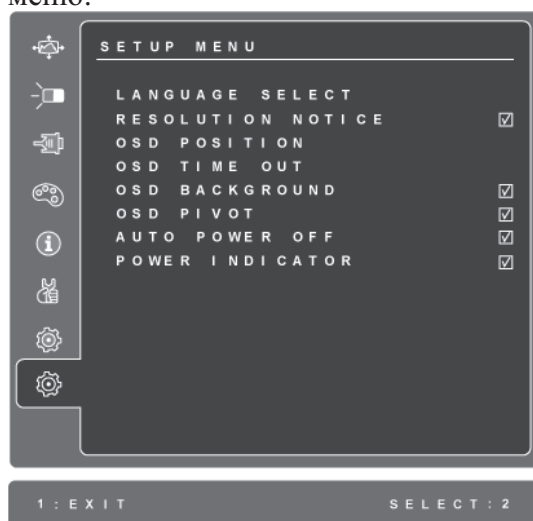 меню.
SETUP MENU
LANGUAGE SELECT
RESOLUTION NOTICE ☑
OSD POSITION
OSD TIME OUT
OSD BACKGROUND ☑
OSD PIVOT ☑
AUTO POWER OFF ☑
POWER INDICATOR ☑
1:EXIT SELECT:2